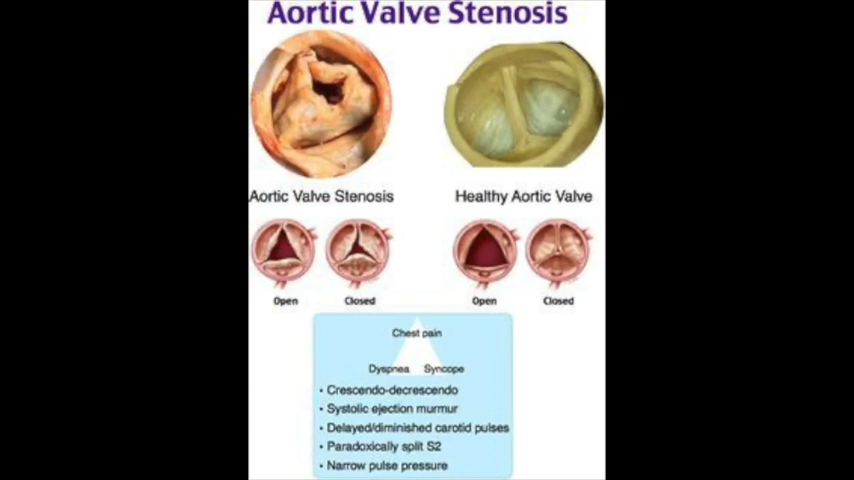 Aortic Valve Stenosis
Aortic Valve Stenosis
Healthy Aortic Valve
Open
Closed
Open
Closed
Chest pain
Dyspnea Syncope
• Crescendo-decrescendo
• Systolic ejection murmur
• Delayed/diminished carotid pulses
• Paradoxically split S2
• Narrow pulse pressure